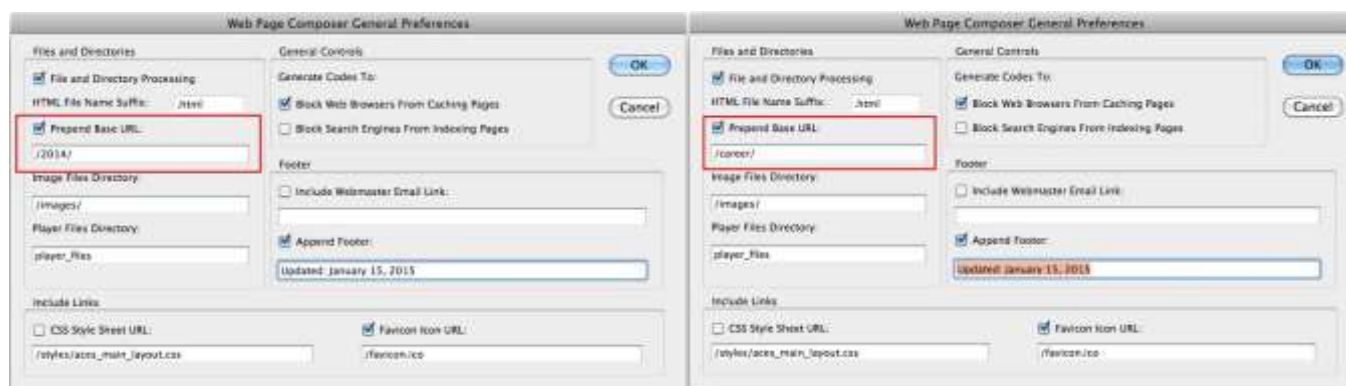 Web Page Composer General Preferences
Files and Directories
File and Directory Processing
HTML File Name Suffix: .html
Prepend Base URL:
/2014/
Image Files Directory:
/images/
Player Files Directory:
player_files
General Controls
Generate Codes To:
Block Web Browsers From Caching Pages
Block Search Engines From Indexing Pages
OK
Cancel
Footer
Include Webmaster Email Link:
Append Footer:
Updated: January 15, 2015
Include Links
CSS Style Sheet URL:
/styles/aces_main_layout.css
Favicon Icon URL:
/favicon.ico
Web Page Composer General Preferences
Files and Directories
File and Directory Processing
HTML File Name Suffix: .html
Prepend Base URL:
/career/
Image Files Directory:
/images/
Player Files Directory:
player_files
General Controls
Generate Codes To:
Block Web Browsers From Caching Pages
Block Search Engines From Indexing Pages
OK
Cancel
Footer
Include Webmaster Email Link:
Append Footer:
Updated: January 15, 2015
Include Links
CSS Style Sheet URL:
/styles/aces_main_layout.css
Favicon Icon URL:
/favicon.ico